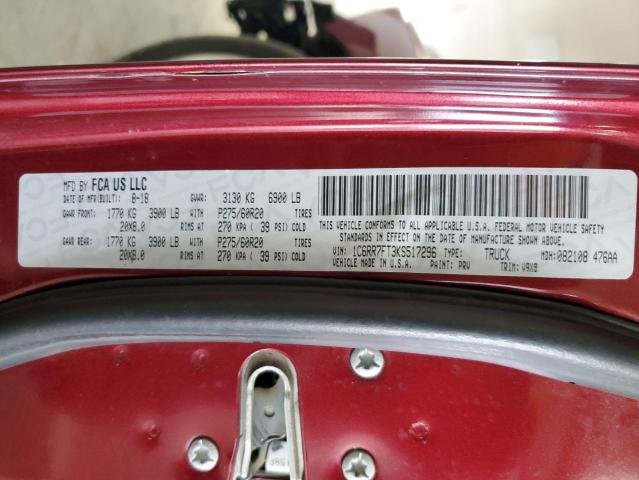 MFD BY FCA US LLC
DATE OF MFR(BUILT): 8-18 GVWR: 3130 KG 6900 LB
GAWR FRONT: 1770 KG 3900 LB WITH P275/60R20 TIRES
20X8.0 RIMS AT 270 KPA ( 39 PSI) COLD
GAWR REAR: 1770 KG 3900 LB WITH P275/60R20 TIRES
20X8.0 RIMS AT 270 KPA ( 39 PSI) COLD
THIS VEHICLE CONFORMS TO ALL APPLICABLE U.S.A. FEDERAL MOTOR VEHICLE SAFETY
STANDARDS IN EFFECT ON THE DATE OF MANUFACTURE SHOWN ABOVE.
VIN: 1C6RR7FT3KS517296 TYPE: TRUCK MDH: 082108 476AA
VEHICLE MADE IN U.S.A. PAINT: PRV TRIM: V9X8